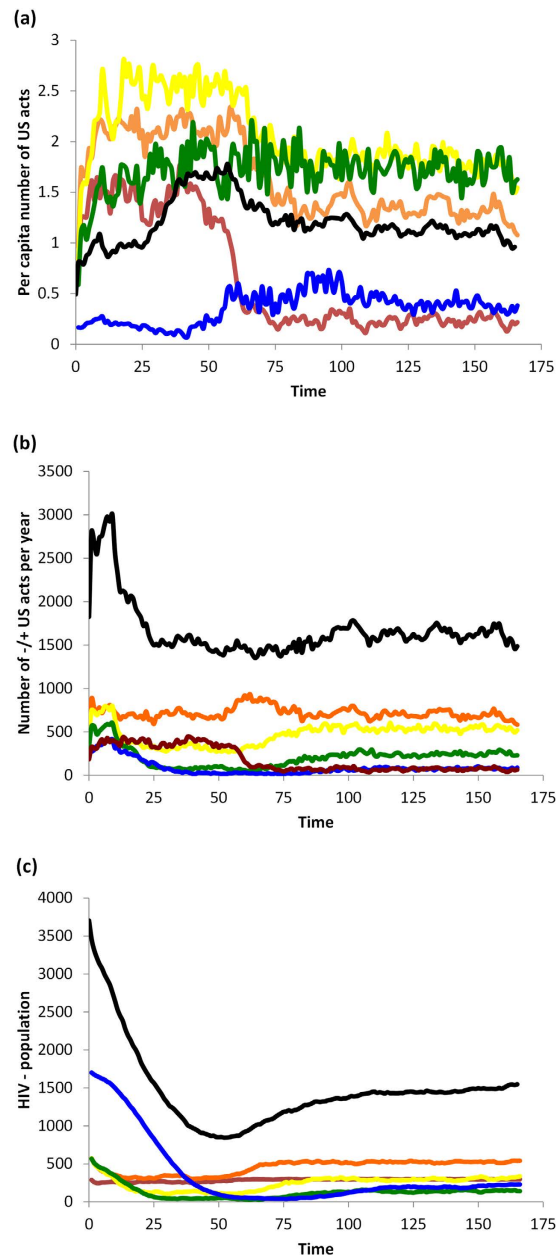 (a)
3
2.5
2
1.5
1
0.5
0
Per capita number of US acts
0 25 50 75 100 125 150 175
Time
(b)
3500
3000
2500
2000
1500
1000
500
0
Number of -/+ US acts per year
0 25 50 75 100 125 150 175
Time
(c)
4000
3500
3000
2500
2000
1500
1000
500
0
HIV - population
0 25 50 75 100 125 150 175
Time